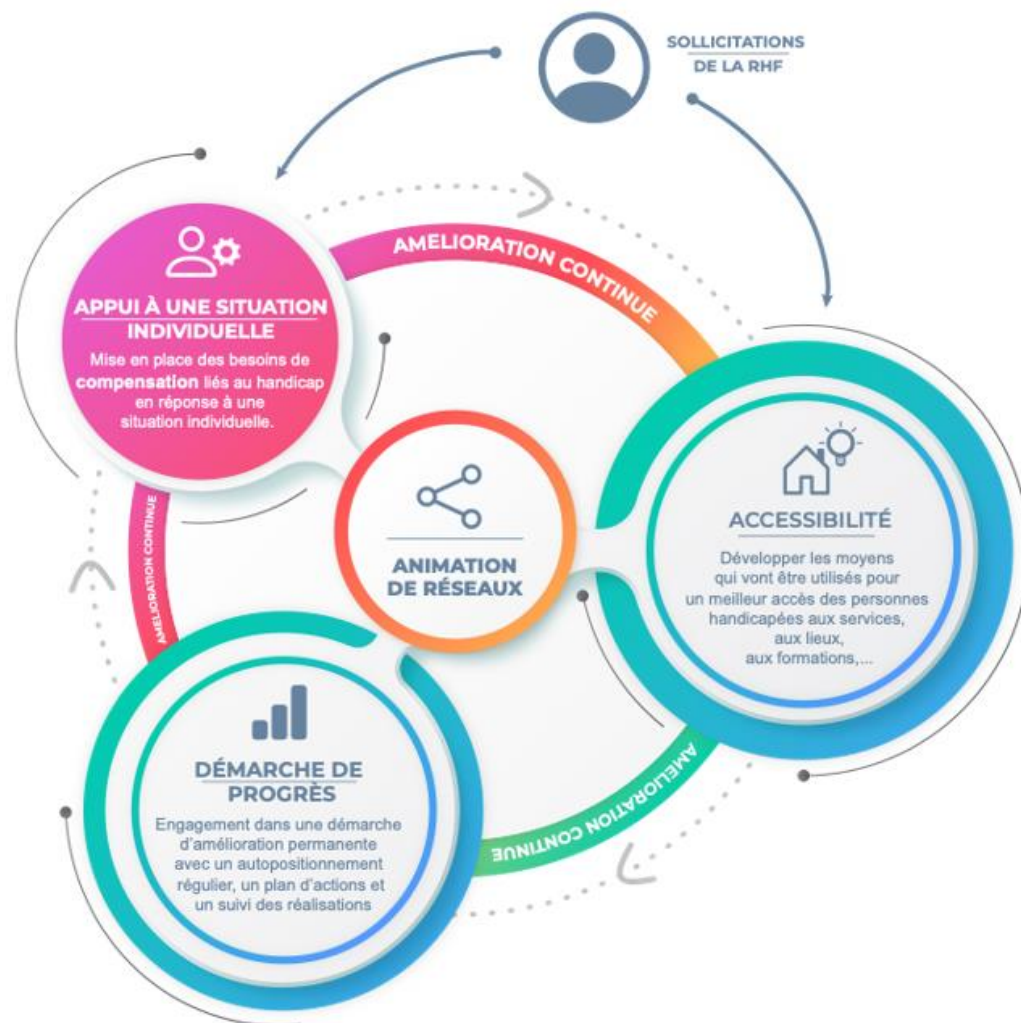 SOLLICITATIONS
DE LA RHF
AMELIORATION CONTINUE
APPUI À UNE SITUATION
INDIVIDUELLE
Mise en place des besoins de
compensation liés au handicap
en réponse à une
situation individuelle.
ANIMATION
DE RÉSEAUX
ACCESSIBILITÉ
Développer les moyens
qui vont être utilisés pour
un meilleur accès des personnes
handicapées aux services,
aux lieux,
aux formations,...
AMELIORATION CONTINUE
DÉMARCHE DE
PROGRÈS
Engagement dans une démarche
d'amélioration permanente
avec un autopositionnement
régulier, un plan d'actions et
un suivi des réalisations
AMELIORATION CONTINUE